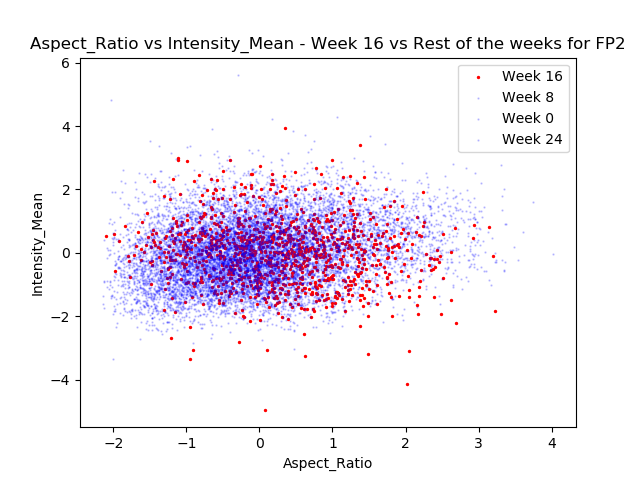 Aspect_Ratio vs Intensity_Mean - Week 16 vs Rest of the weeks for FP2
Week 16
Week 8
Week 0
Week 24
6
4
2
0
−2
−4
Intensity_Mean
−2 −1 0 1 2 3 4
Aspect_Ratio